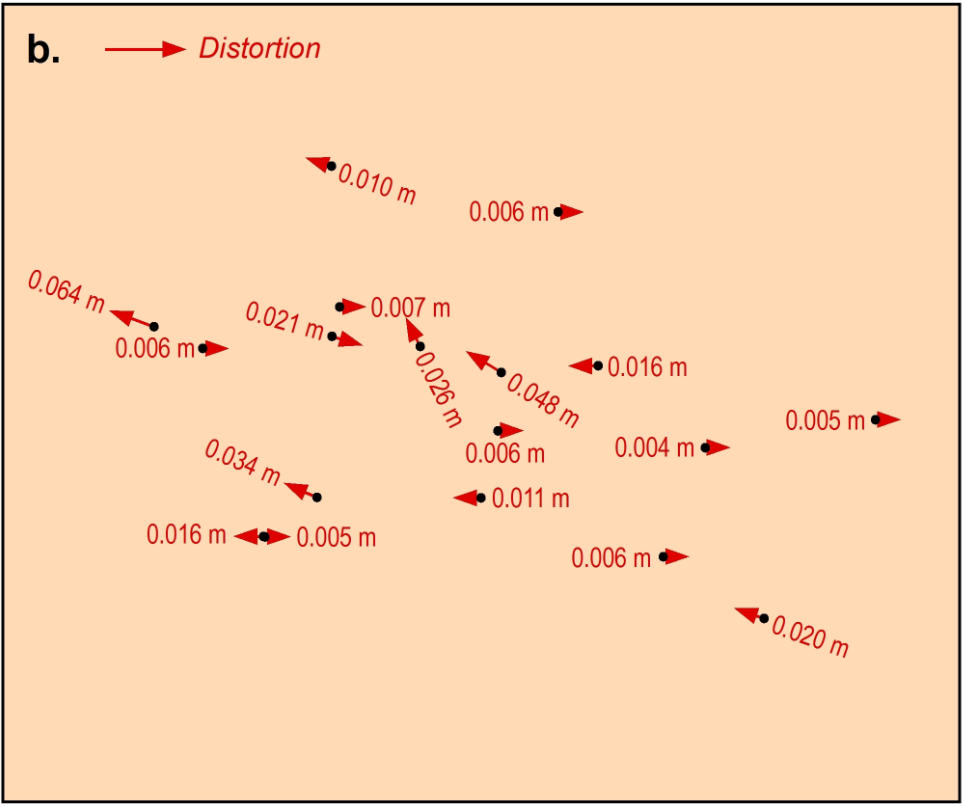 b.
Distortion
0.010 m
0.006 m
0.064 m
0.007 m
0.021 m
0.006 m
0.026 m
0.016 m
0.048 m
0.005 m
0.004 m
0.006 m
0.034 m
0.011 m
0.016 m
0.005 m
0.006 m
0.020 m